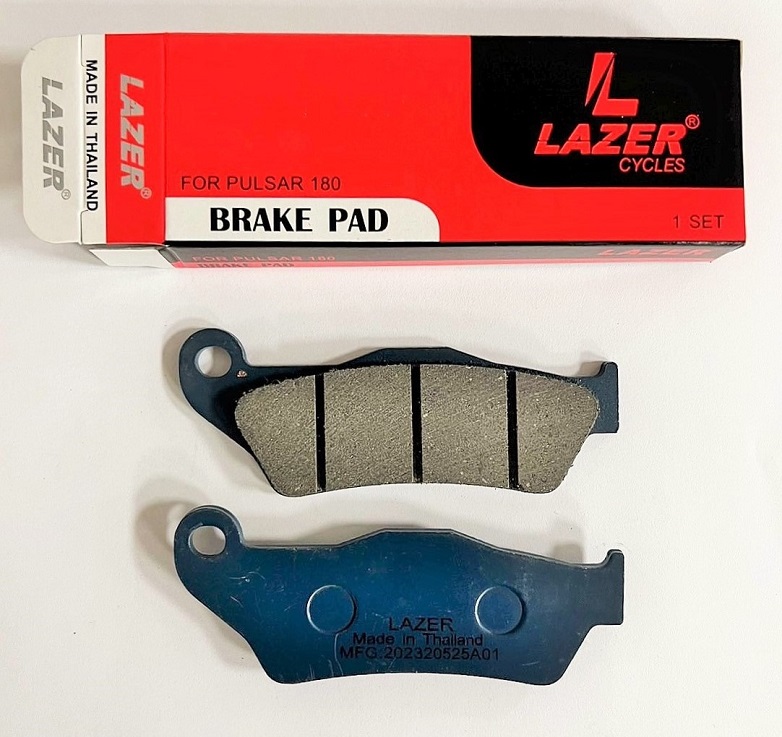 LAZER®
MADE IN THAILAND
LAZER®
L
LAZER®
CYCLES
FOR PULSAR 180
BRAKE PAD
1 SET
FOR PULSAR 180
BRAKE PAD
LAZER
LAZER
Made in Thailand
MFG:202320525A01